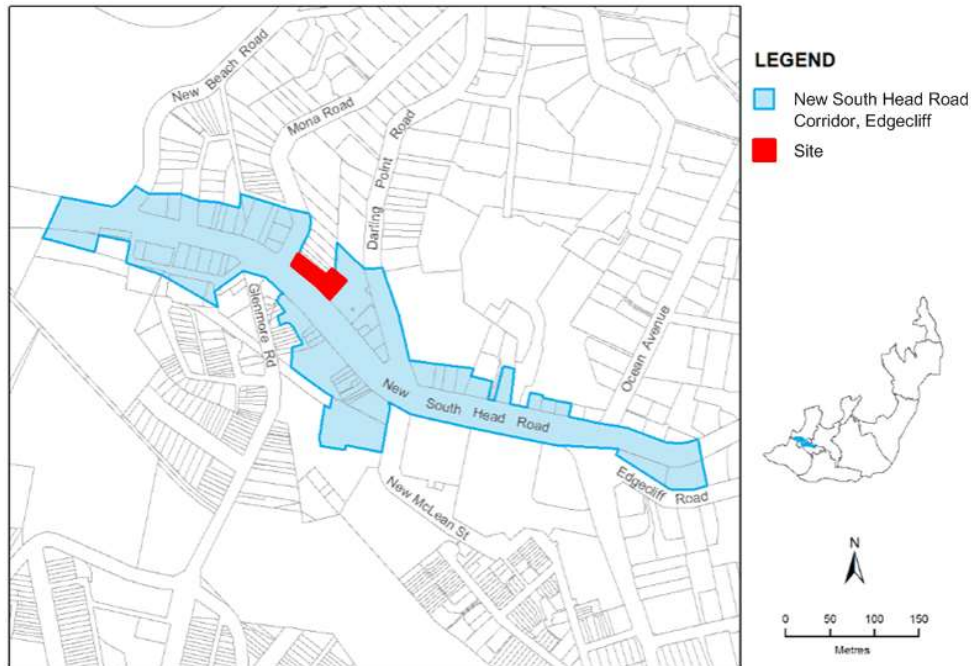 New Beach Road
Mona Road
Darling Point Road
Glenmore Rd
Ocean Avenue
New South Head Road
Edgecliff Road
New McLean St
LEGEND
New South Head Road
Corridor, Edgecliff
Site
N
0 50 100 150
Metres